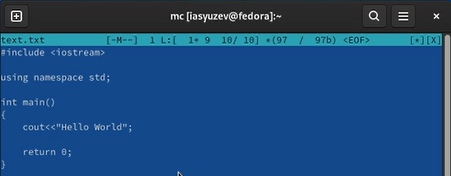 mc [iasyuzev@fedora]:~
text.txt [-M--] 1 L:[ 1+ 9 10/ 10] *(97 / 97b) <EOF> [*][X]
#include <iostream>
using namespace std;
int main()
{
cout<<"Hello World";
return 0;
}